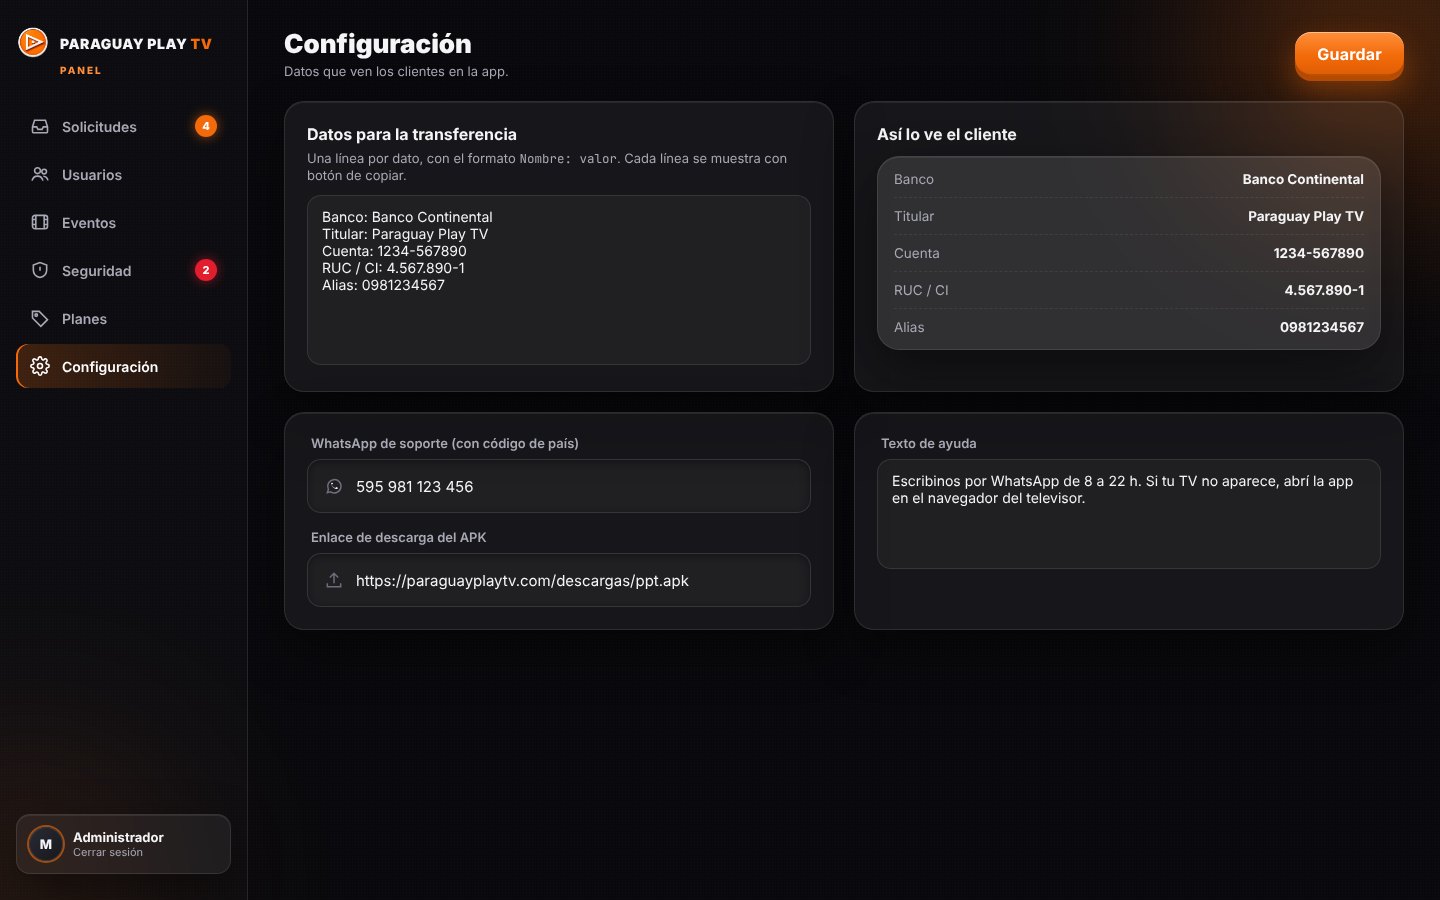 PARAGUAY PLAY TV
PANEL
Solicitudes 4
Usuarios
Eventos
Seguridad 2
Planes
Configuración
M
Administrador
Cerrar sesión
Configuración
Datos que ven los clientes en la app.
Guardar
Datos para la transferencia
Una línea por dato, con el formato Nombre: valor. Cada línea se muestra con
botón de copiar.
Banco: Banco Continental
Titular: Paraguay Play TV
Cuenta: 1234-567890
RUC / CI: 4.567.890-1
Alias: 0981234567
Así lo ve el cliente
Banco Banco Continental
Titular Paraguay Play TV
Cuenta 1234-567890
RUC / CI 4.567.890-1
Alias 0981234567
WhatsApp de soporte (con código de país)
595 981 123 456
Enlace de descarga del APK
https://paraguayplaytv.com/descargas/ppt.apk
Texto de ayuda
Escribinos por WhatsApp de 8 a 22 h. Si tu TV no aparece, abrí la app
en el navegador del televisor.